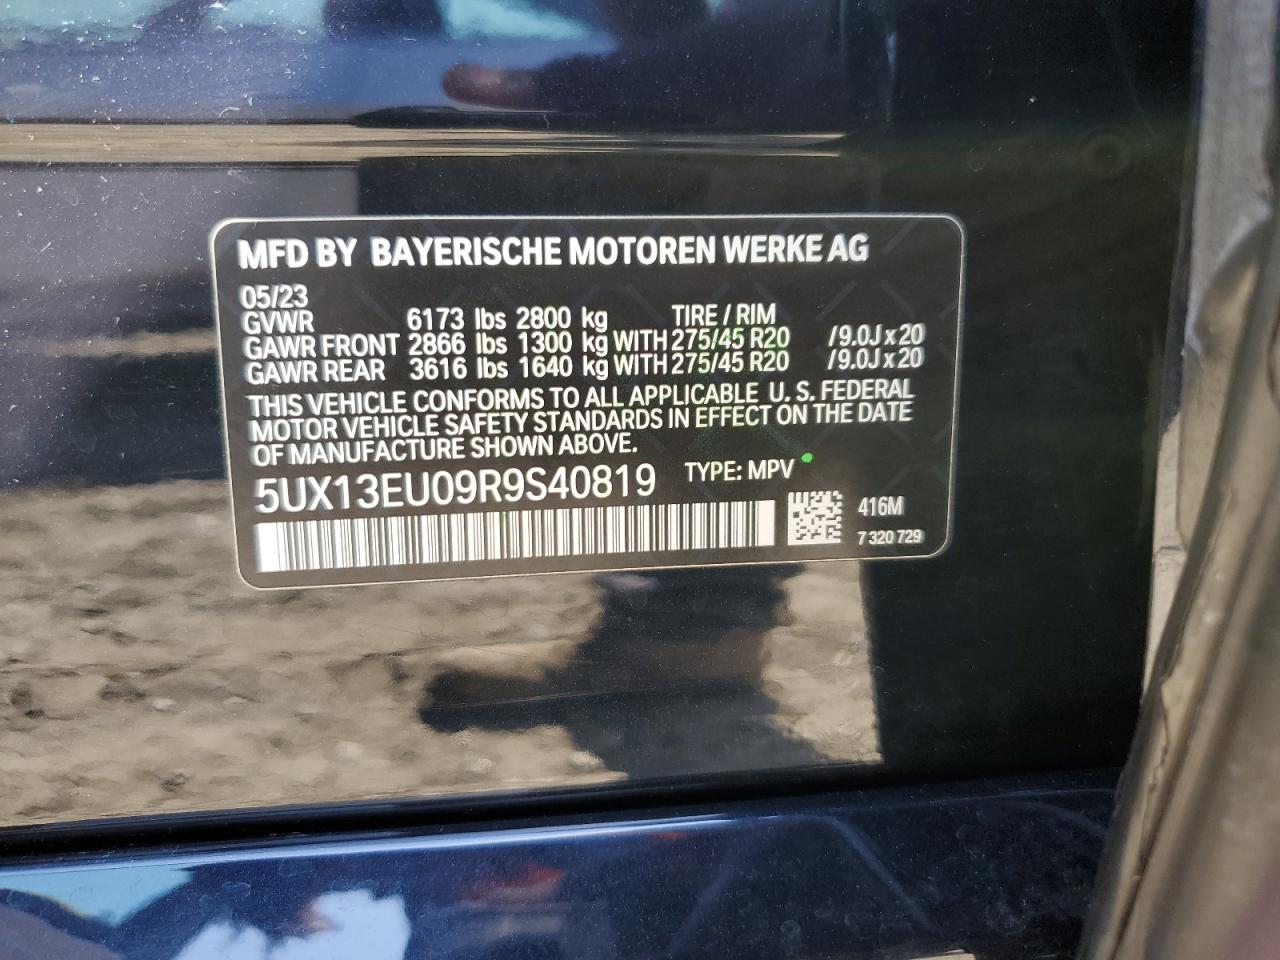 MFD BY BAYERISCHE MOTOREN WERKE AG
05/23
GVWR 6173 lbs 2800 kg TIRE / RIM
GAWR FRONT 2866 lbs 1300 kg WITH 275/45 R20 /9.0J x 20
GAWR REAR 3616 lbs 1640 kg WITH 275/45 R20 /9.0J x 20
THIS VEHICLE CONFORMS TO ALL APPLICABLE U.S. FEDERAL
MOTOR VEHICLE SAFETY STANDARDS IN EFFECT ON THE DATE
OF MANUFACTURE SHOWN ABOVE.
5UX13EU09R9S40819 TYPE: MPV
416M
7 320 729